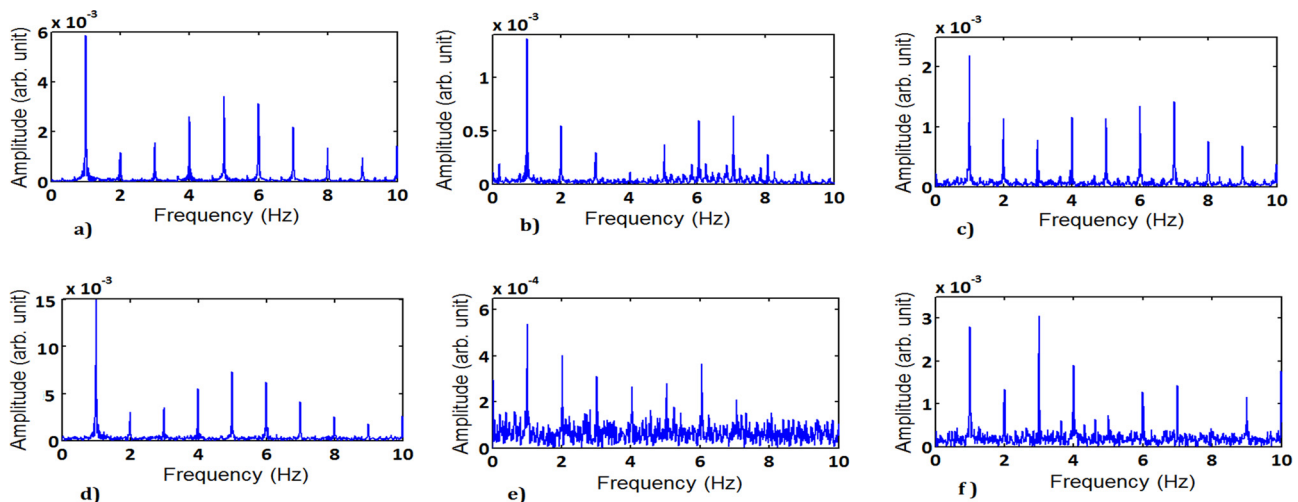 x 10-3
6
4
2
0
Amplitude (arb. unit)
0 2 4 6 8 10
Frequency (Hz)
a)
x 10-3
1
0.5
0
Amplitude (arb. unit)
0 2 4 6 8 10
Frequency (Hz)
b)
x 10-3
2
1
0
Amplitude (arb. unit)
0 2 4 6 8 10
Frequency (Hz)
c)
x 10-3
15
10
5
0
Amplitude (arb. unit)
0 2 4 6 8 10
Frequency (Hz)
d)
x 10-4
6
4
2
0
Amplitude (arb. unit)
0 2 4 6 8 10
Frequency (Hz)
e)
x 10-3
3
2
1
0
Amplitude (arb. unit)
0 2 4 6 8 10
Frequency (Hz)
f)